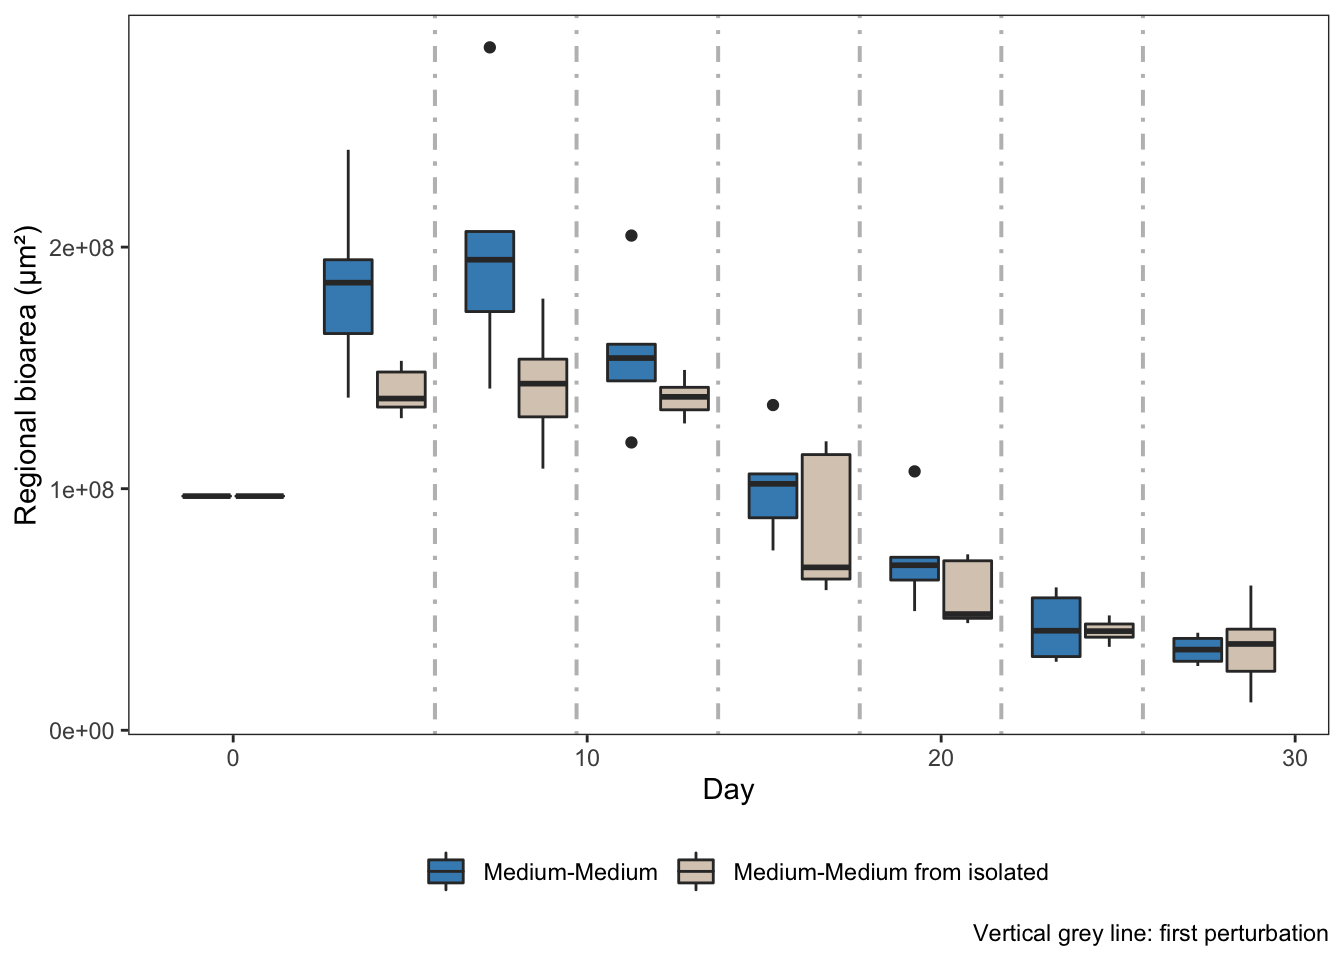 Regional bioarea (µm²)
2e+08
1e+08
0e+00
0 10 20 30
Day
Medium-Medium Medium-Medium from isolated
Vertical grey line: first perturbation